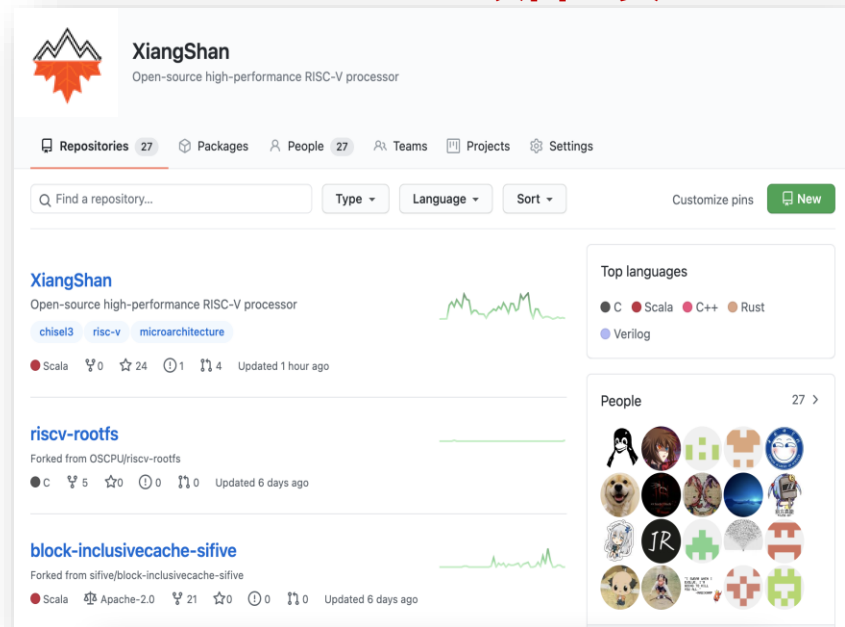 XiangShan
Open-source high-performance RISC-V processor
Repositories 27 Packages People 27 Teams Projects Settings
Find a repository... Type Language Sort Customize pins New
XiangShan
Open-source high-performance RISC-V processor
chisel3 risc-v microarchitecture
Scala 0 24 1 4 Updated 1 hour ago
riscv-rootfs
Forked from OSCPU/riscv-rootfs
C 5 0 0 0 Updated 6 days ago
block-inclusivecache-sifive
Forked from sifive/block-inclusivecache-sifive
Scala Apache-2.0 21 0 0 0 Updated 6 days ago
Top languages
C Scala C++ Rust
Verilog
People 27
JR